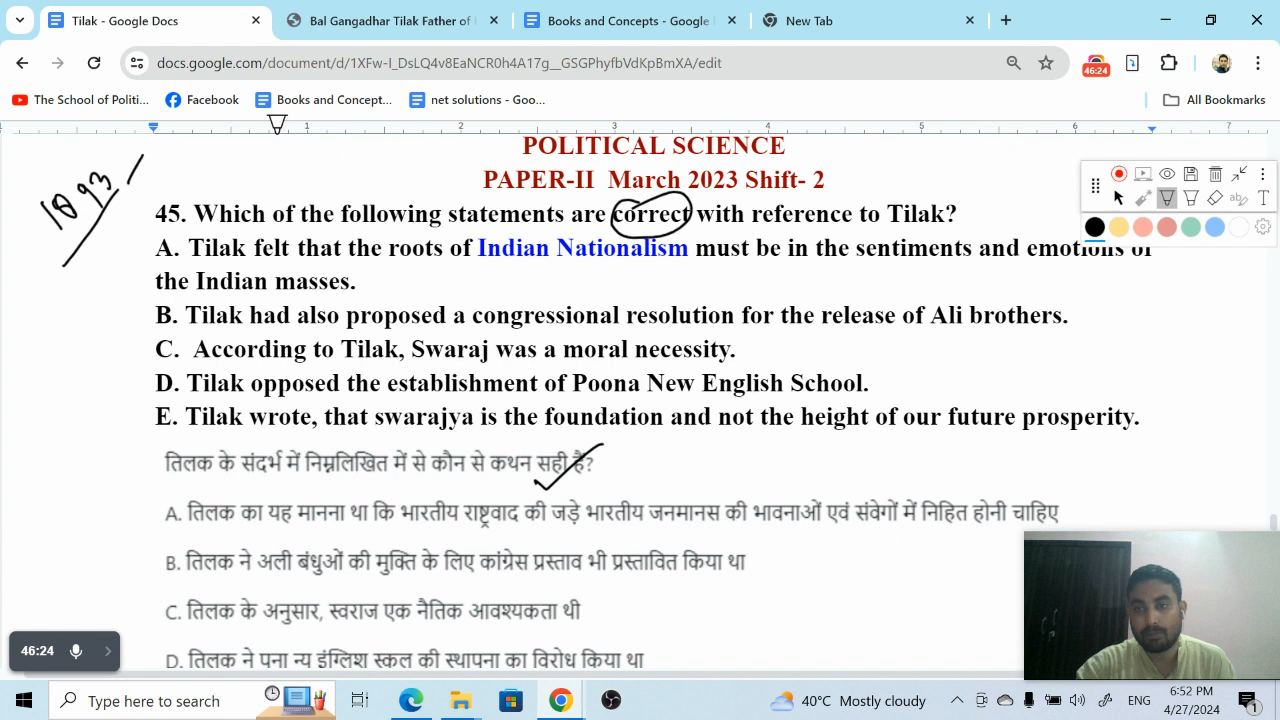 Tilak - Google Docs
Bal Gangadhar Tilak Father of
Books and Concepts - Google
New Tab
docs.google.com/document/d/1XFw-I_DsLQ4v8EaNCR0h4A17g__GSGPhyfbVdKpBmXA/edit
46:24
The School of Politi...
Facebook
Books and Concept...
net solutions - Goo...
All Bookmarks
1 2 3 4 5 6 7
POLITICAL SCIENCE
PAPER-II March 2023 Shift- 2
1893
45. Which of the following statements are correct with reference to Tilak?
A. Tilak felt that the roots of Indian Nationalism must be in the sentiments and emotions of
the Indian masses.
B. Tilak had also proposed a congressional resolution for the release of Ali brothers.
C. According to Tilak, Swaraj was a moral necessity.
D. Tilak opposed the establishment of Poona New English School.
E. Tilak wrote, that swarajya is the foundation and not the height of our future prosperity.
तिलक के संदर्भ में निम्नलिखित में से कौन से कथन सही हैं?
A. तिलक का यह मानना था कि भारतीय राष्ट्रवाद की जड़े भारतीय जनमानस की भावनाओं एवं संवेगों में निहित होनी चाहिए
B. तिलक ने अली बंधुओं की मुक्ति के लिए कांग्रेस प्रस्ताव भी प्रस्तावित किया था
C. तिलक के अनुसार, स्वराज एक नैतिक आवश्यकता थी
D. तिलक ने पूना न्यू इंग्लिश स्कूल की स्थापना का विरोध किया था
46:24
Type here to search
40°C Mostly cloudy
ENG
6:52 PM
4/27/2024
1